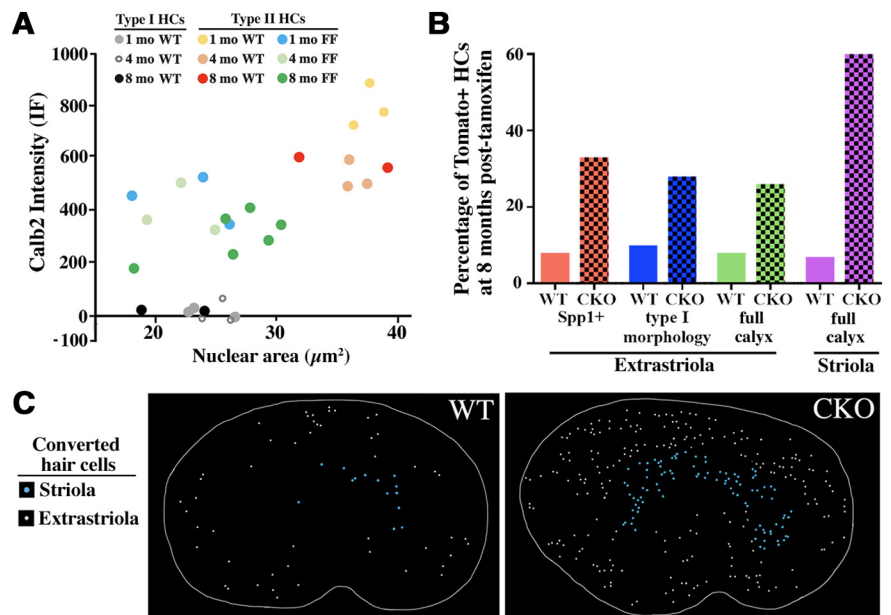 A
Type I HCs Type II HCs
1 mo WT 1 mo WT 1 mo FF
4 mo WT 4 mo WT 4 mo FF
8 mo WT 8 mo WT 8 mo FF
Calb2 Intensity (IF)
1000
800
600
400
200
0
-100
20 30 40
Nuclear area (μm²)
B
Percentage of Tomato+ HCs
at 8 months post-tamoxifen
60
40
20
0
WT CKO WT CKO WT CKO WT CKO
Spp1+ type I full full
morphology calyx calyx
Extrastriola Striola
C
Converted
hair cells
Striola
Extrastriola
WT
CKO